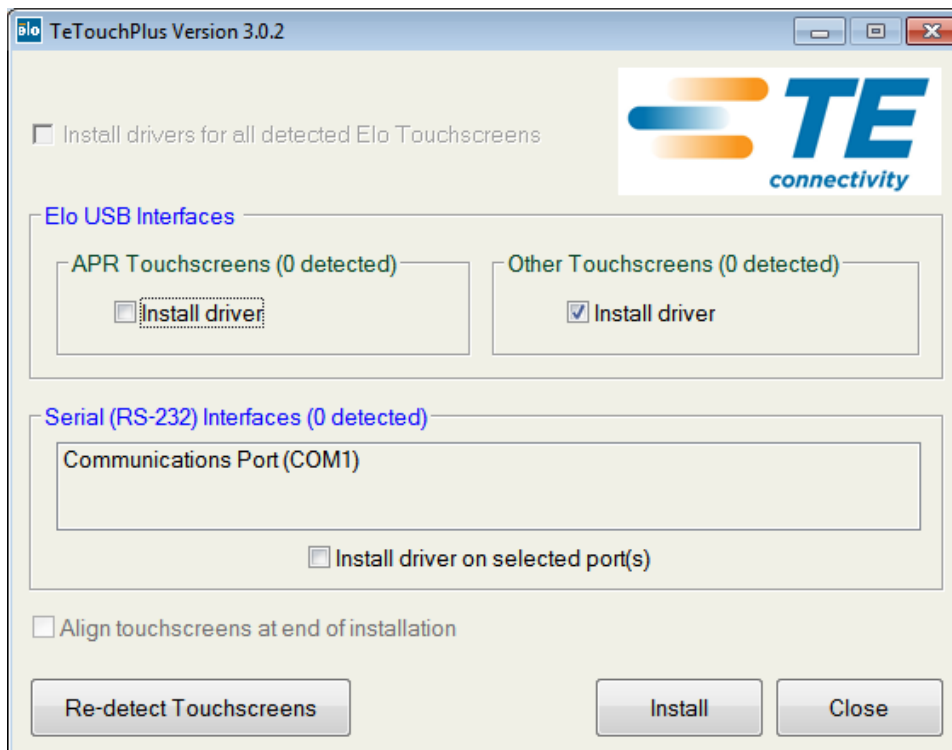 elo TeTouchPlus Version 3.0.2
Install drivers for all detected Elo Touchscreens
TE
connectivity
Elo USB Interfaces
APR Touchscreens (0 detected)
Other Touchscreens (0 detected)
Install driver
Install driver
Serial (RS-232) Interfaces (0 detected)
Communications Port (COM1)
Install driver on selected port(s)
Align touchscreens at end of installation
Re-detect Touchscreens
Install
Close